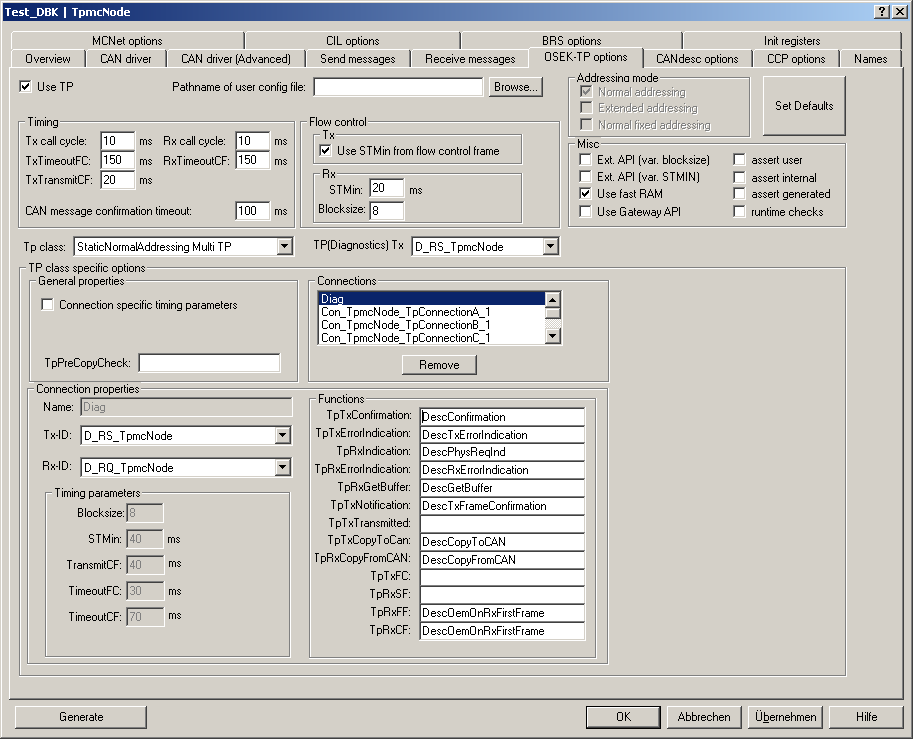 Test_DBK | TpmcNode
MCNet options CIL options BRS options Init registers
Overview CAN driver CAN driver (Advanced) Send messages Receive messages OSEK-TP options CANdesc options CCP options Names
Use TP
Pathname of user config file:
Browse...
Addressing mode
Normal addressing
Extended addressing
Normal fixed addressing
Set Defaults
Timing
Tx call cycle: 10 ms Rx call cycle: 10 ms
TxTimeoutFC: 150 ms RxTimeoutCF: 150 ms
TxTransmitCF: 20 ms
CAN message confirmation timeout: 100 ms
Flow control
Tx
Use STMin from flow control frame
Rx
STMin: 20 ms
Blocksize: 8
Misc
Ext. API (var. blocksize) assert user
Ext. API (var. STMIN) assert internal
Use fast RAM assert generated
Use Gateway API runtime checks
Tp class: StaticNormalAddressing Multi TP
TP(Diagnostics) Tx D_RS_TpmcNode
TP class specific options
General properties
Connection specific timing parameters
TpPreCopyCheck:
Connections
Diag
Con_TpmcNode_TpConnectionA_1
Con_TpmcNode_TpConnectionB_1
Con_TpmcNode_TpConnectionC_1
Remove
Connection properties
Name: Diag
Tx-ID: D_RS_TpmcNode
Rx-ID: D_RQ_TpmcNode
Timing parameters
Blocksize: 8
STMin: 40 ms
TransmitCF: 40 ms
TimeoutFC: 30 ms
TimeoutCF: 70 ms
Functions
TpTxConfirmation: DescConfirmation
TpTxErrorIndication: DescTxErrorIndication
TpRxIndication: DescPhysReqInd
TpRxErrorIndication: DescRxErrorIndication
TpRxGetBuffer: DescGetBuffer
TpTxNotification: DescTxFrameConfirmation
TpTxTransmitted:
TpTxCopyToCan: DescCopyToCAN
TpRxCopyFromCAN: DescCopyFromCAN
TpTxFC:
TpRxSF:
TpRxFF: DescOemOnRxFirstFrame
TpRxCF: DescOemOnRxFirstFrame
Generate OK Abbrechen Übernehmen Hilfe